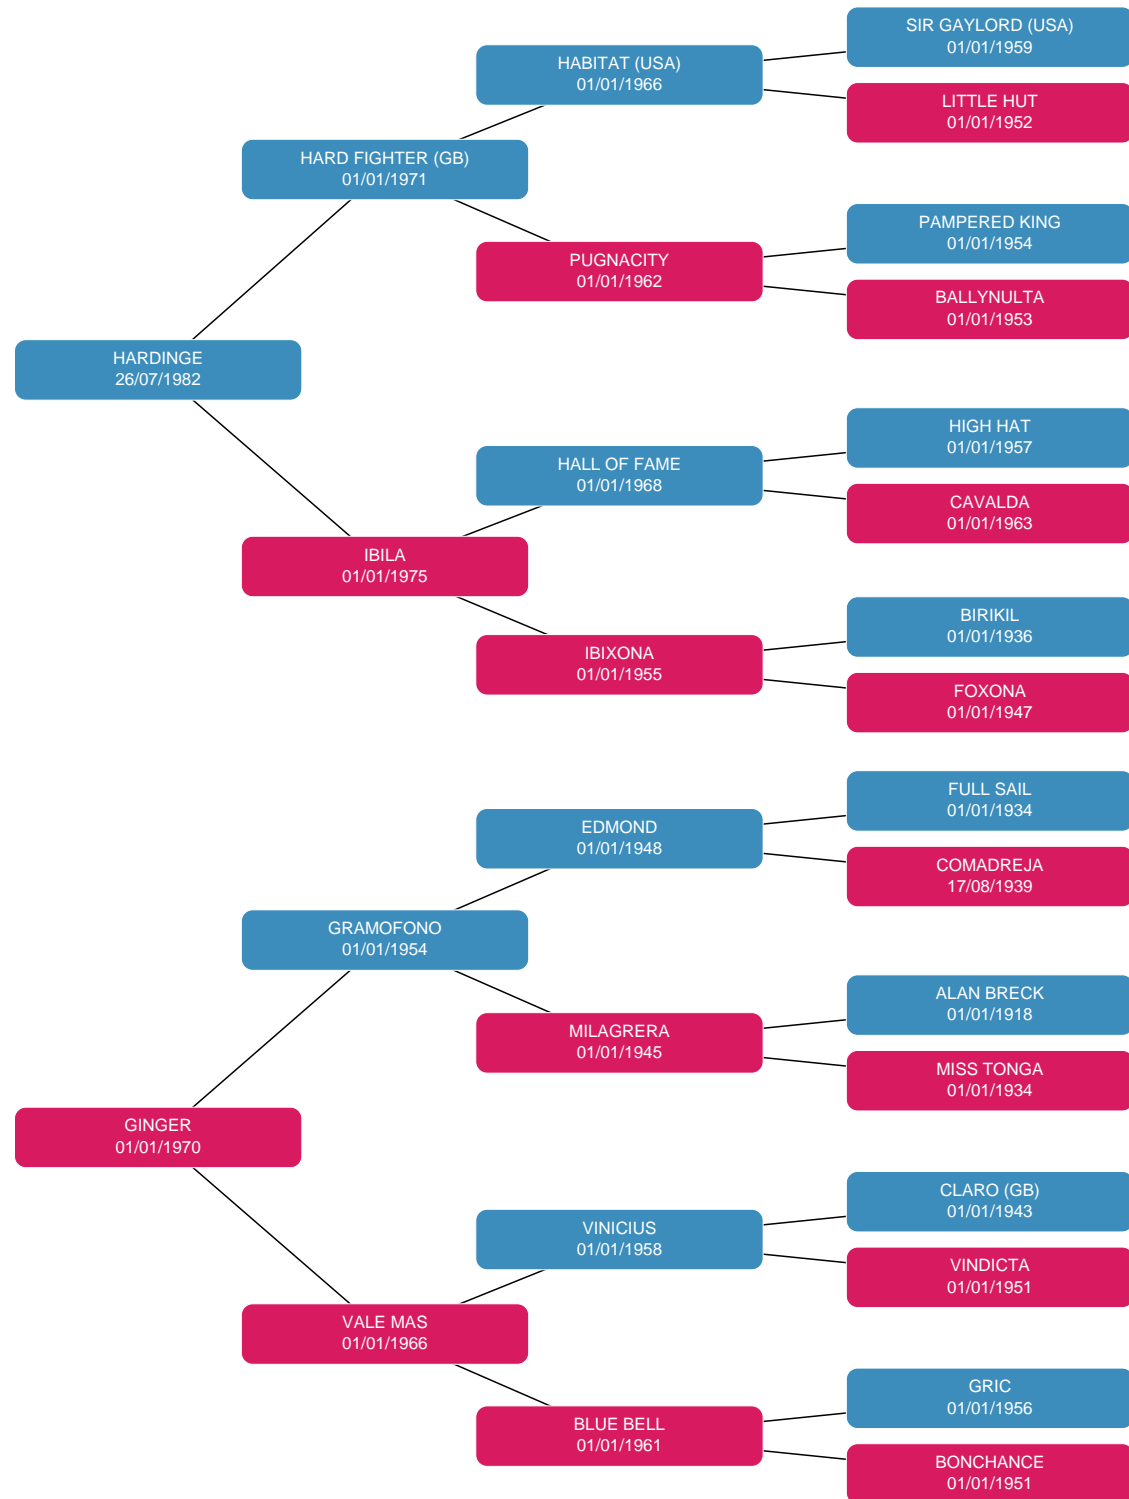 SIR GAYLORD (USA)
01/01/1959
HABITAT (USA)
01/01/1966
LITTLE HUT
01/01/1952
HARD FIGHTER (GB)
01/01/1971
PAMPERED KING
01/01/1954
PUGNACITY
01/01/1962
BALLYNULTA
01/01/1953
HARDINGE
26/07/1982
HIGH HAT
01/01/1957
HALL OF FAME
01/01/1968
CAVALDA
01/01/1963
IBILA
01/01/1975
BIRIKIL
01/01/1936
IBIXONA
01/01/1955
FOXONA
01/01/1947
FULL SAIL
01/01/1934
EDMOND
01/01/1948
COMADREJA
17/08/1939
GRAMOFONO
01/01/1954
ALAN BRECK
01/01/1918
MILAGRERA
01/01/1945
MISS TONGA
01/01/1934
GINGER
01/01/1970
CLARO (GB)
01/01/1943
VINICIUS
01/01/1958
VINDICTA
01/01/1951
VALE MAS
01/01/1966
GRIC
01/01/1956
BLUE BELL
01/01/1961
BONCHANCE
01/01/1951